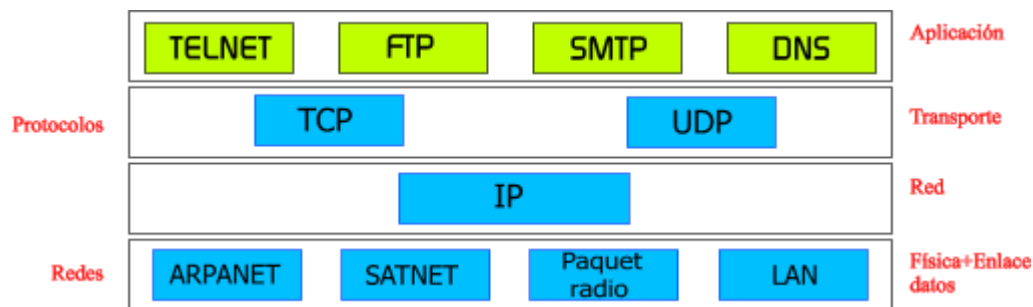 TELNET FTP SMTP DNS Aplicación
Protocolos TCP UDP Transporte
IP Red
Redes ARPANET SATNET Paquet radio LAN Física+Enlace datos